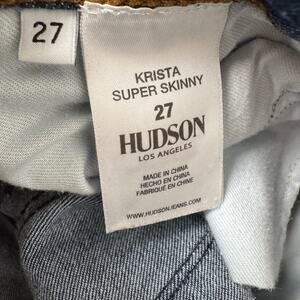 27
KRISTA
SUPER SKINNY
27
HUDSON
LOS ANGELES
MADE IN CHINA
HECHO EN CHINA
FABRIQUE EN CHINE
WWW.HUDSONJEANS.COM